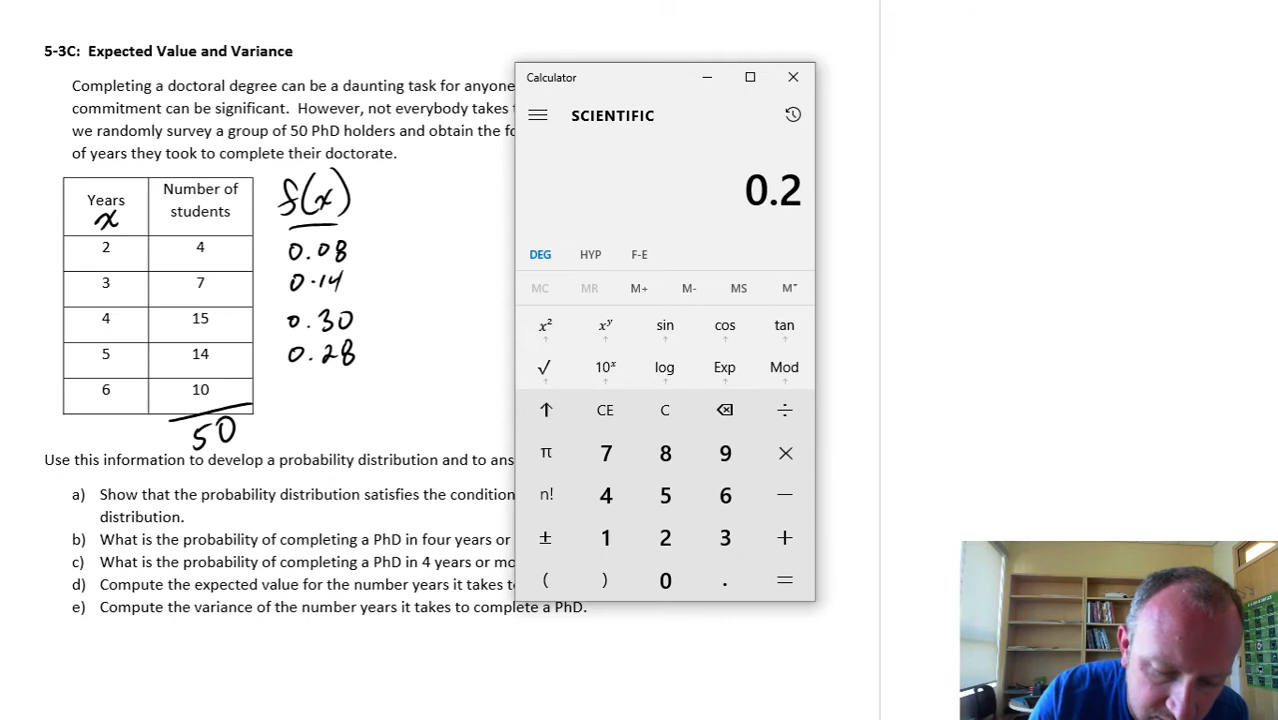 5-3C: Expected Value and Variance
Completing a doctoral degree can be a daunting task for anyone
commitment can be significant. However, not everybody takes
we randomly survey a group of 50 PhD holders and obtain the
of years they took to complete their doctorate.
Years
x
Number of
students
f(x)
2 4 0.08
3 7 0.14
4 15 0.30
5 14 0.28
6 10
50
Use this information to develop a probability distribution and to
a) Show that the probability distribution satisfies the
distribution.
b) What is the probability of completing a PhD in four years or
c) What is the probability of completing a PhD in 4 years or
d) Compute the expected value for the number years it takes
e) Compute the variance of the number years it takes to complete a PhD.
Calculator
SCIENTIFIC
0.2
DEG HYP F-E
MC MR M+ M- MS M˅
x² xʸ sin cos tan
√ 10ˣ log Exp Mod
↑ CE C ⌫ ÷
π 7 8 9 ×
n! 4 5 6 −
± 1 2 3 +
( ) 0 . =